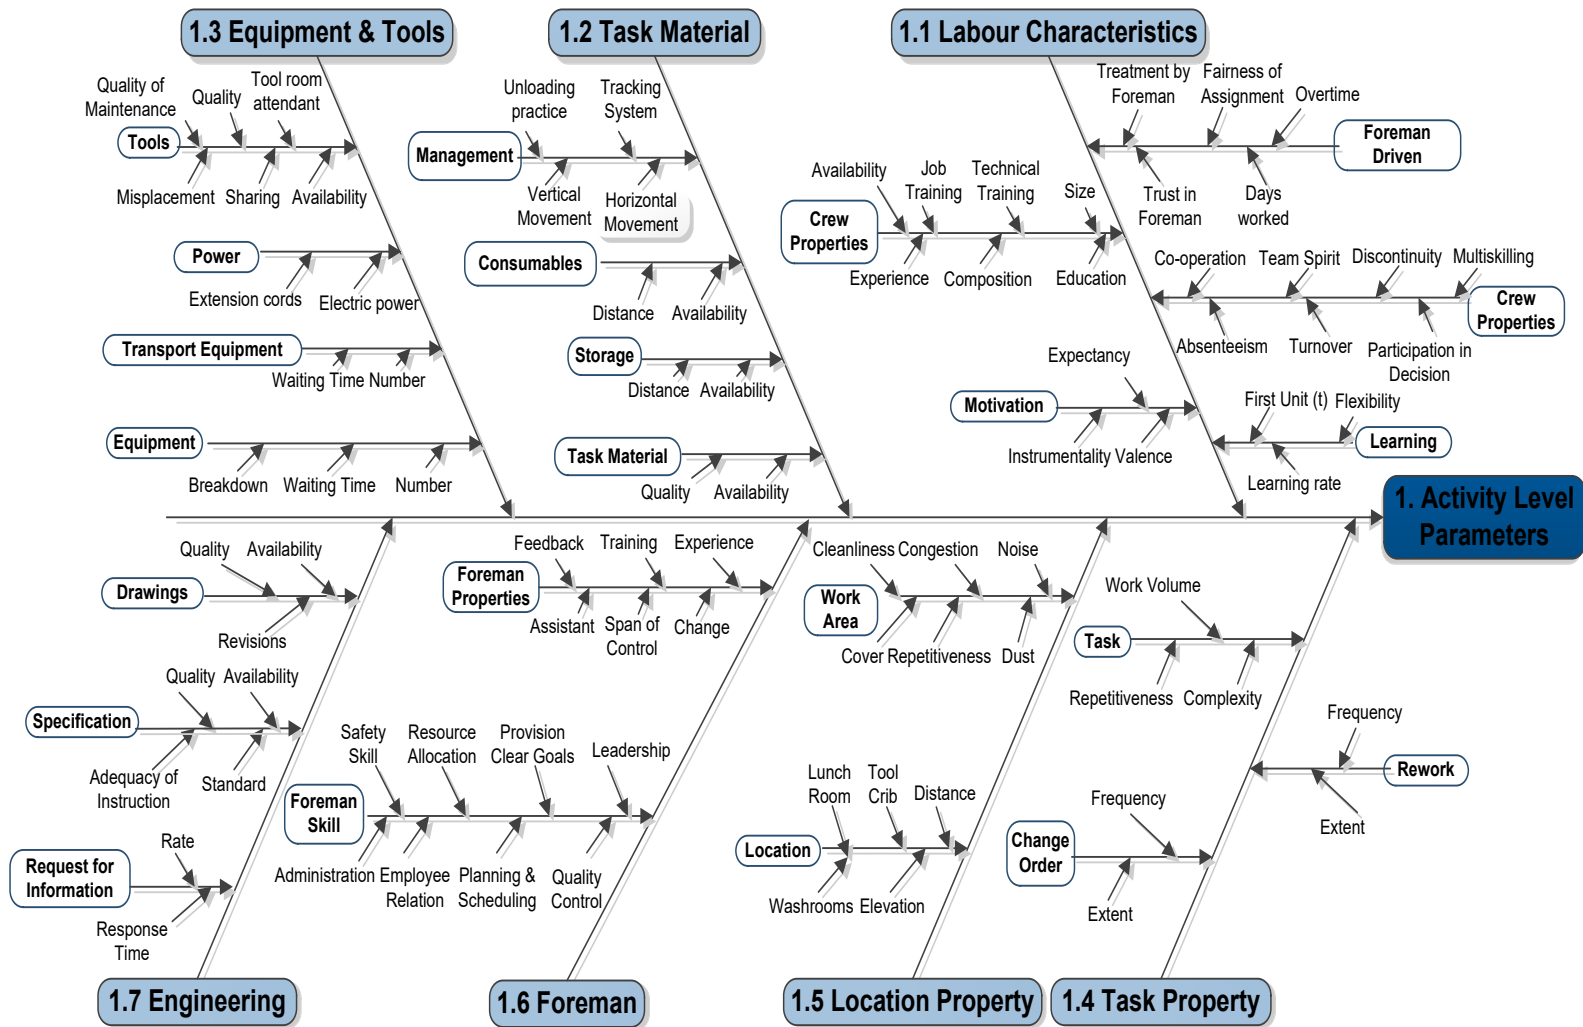 1.3 Equipment & Tools
1.2 Task Material
1.1 Labour Characteristics
Quality of
Maintenance
Quality
Tool room
attendant
Tools
Misplacement
Sharing
Availability
Power
Extension cords
Electric power
Transport Equipment
Waiting Time
Number
Equipment
Breakdown
Waiting Time
Number
Unloading
practice
Tracking
System
Management
Vertical
Movement
Horizontal
Movement
Consumables
Distance
Availability
Storage
Distance
Availability
Task Material
Quality
Availability
Treatment by
Foreman
Fairness of
Assignment
Overtime
Foreman
Driven
Trust in
Foreman
Days
worked
Availability
Job
Training
Technical
Training
Size
Crew
Properties
Experience
Composition
Education
Co-operation
Team Spirit
Discontinuity
Multiskilling
Crew
Properties
Absenteeism
Turnover
Participation in
Decision
Expectancy
Motivation
Instrumentality
Valence
First Unit (t)
Flexibility
Learning
Learning rate
1. Activity Level
Parameters
Quality
Availability
Drawings
Revisions
Quality
Availability
Specification
Adequacy of
Instruction
Standard
Rate
Request for
Information
Response
Time
Feedback
Training
Experience
Foreman
Properties
Assistant
Span of
Control
Change
Safety
Skill
Resource
Allocation
Provision
Clear Goals
Leadership
Foreman
Skill
Administration
Employee
Relation
Planning &
Scheduling
Quality
Control
Cleanliness
Congestion
Noise
Work
Area
Cover
Repetitiveness
Dust
Lunch
Room
Tool
Crib
Distance
Location
Washrooms
Elevation
Work Volume
Task
Repetitiveness
Complexity
Frequency
Rework
Extent
Frequency
Change
Order
Extent
1.7 Engineering
1.6 Foreman
1.5 Location Property
1.4 Task Property